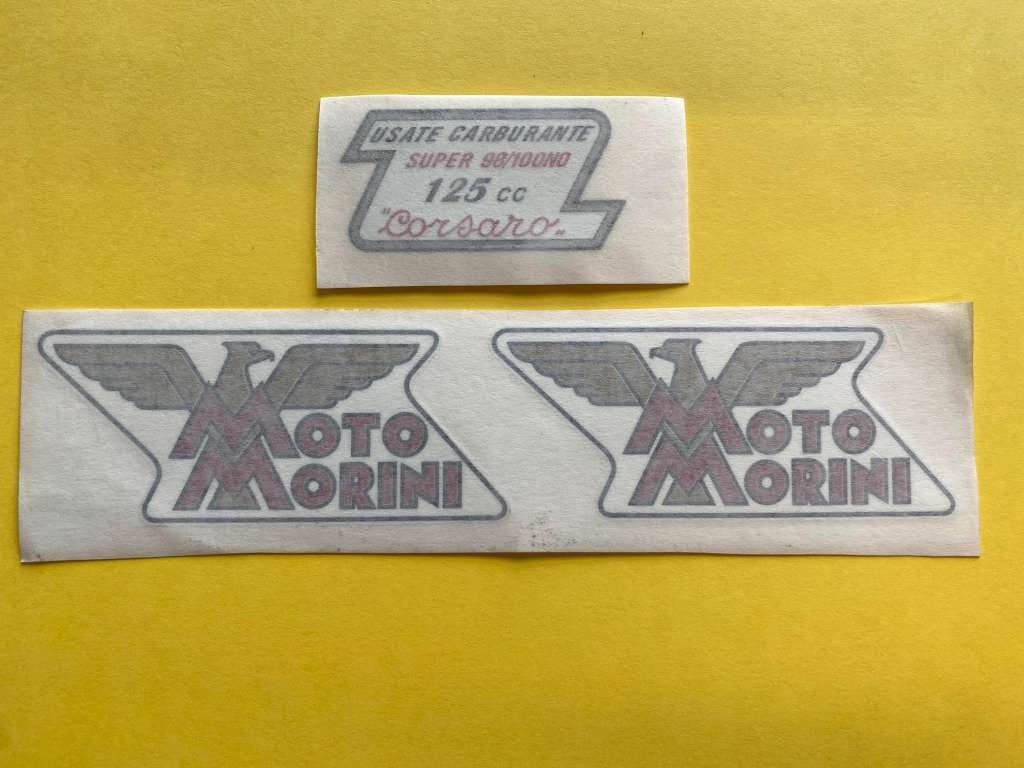 USATE CARBURANTE
SUPER 98/100NO
125 cc
"Corsaro"
MOTO
MORINI
MOTO
MORINI